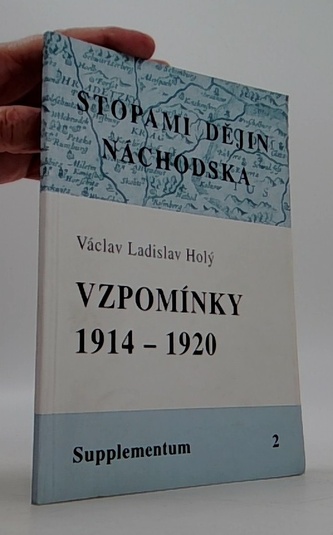 STOPAMI DĚJIN
NÁCHODSKA
Václav Ladislav Holý
VZPOMÍNKY
1914 – 1920
Supplementum 2